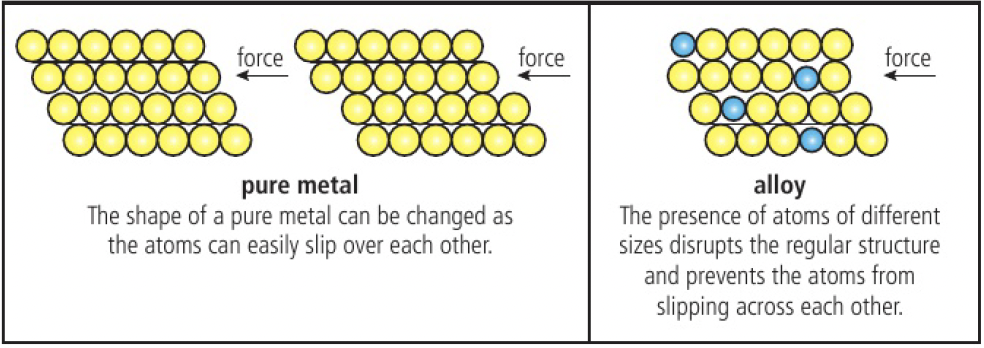 force
force
pure metal
The shape of a pure metal can be changed as
the atoms can easily slip over each other.
force
alloy
The presence of atoms of different
sizes disrupts the regular structure
and prevents the atoms from
slipping across each other.